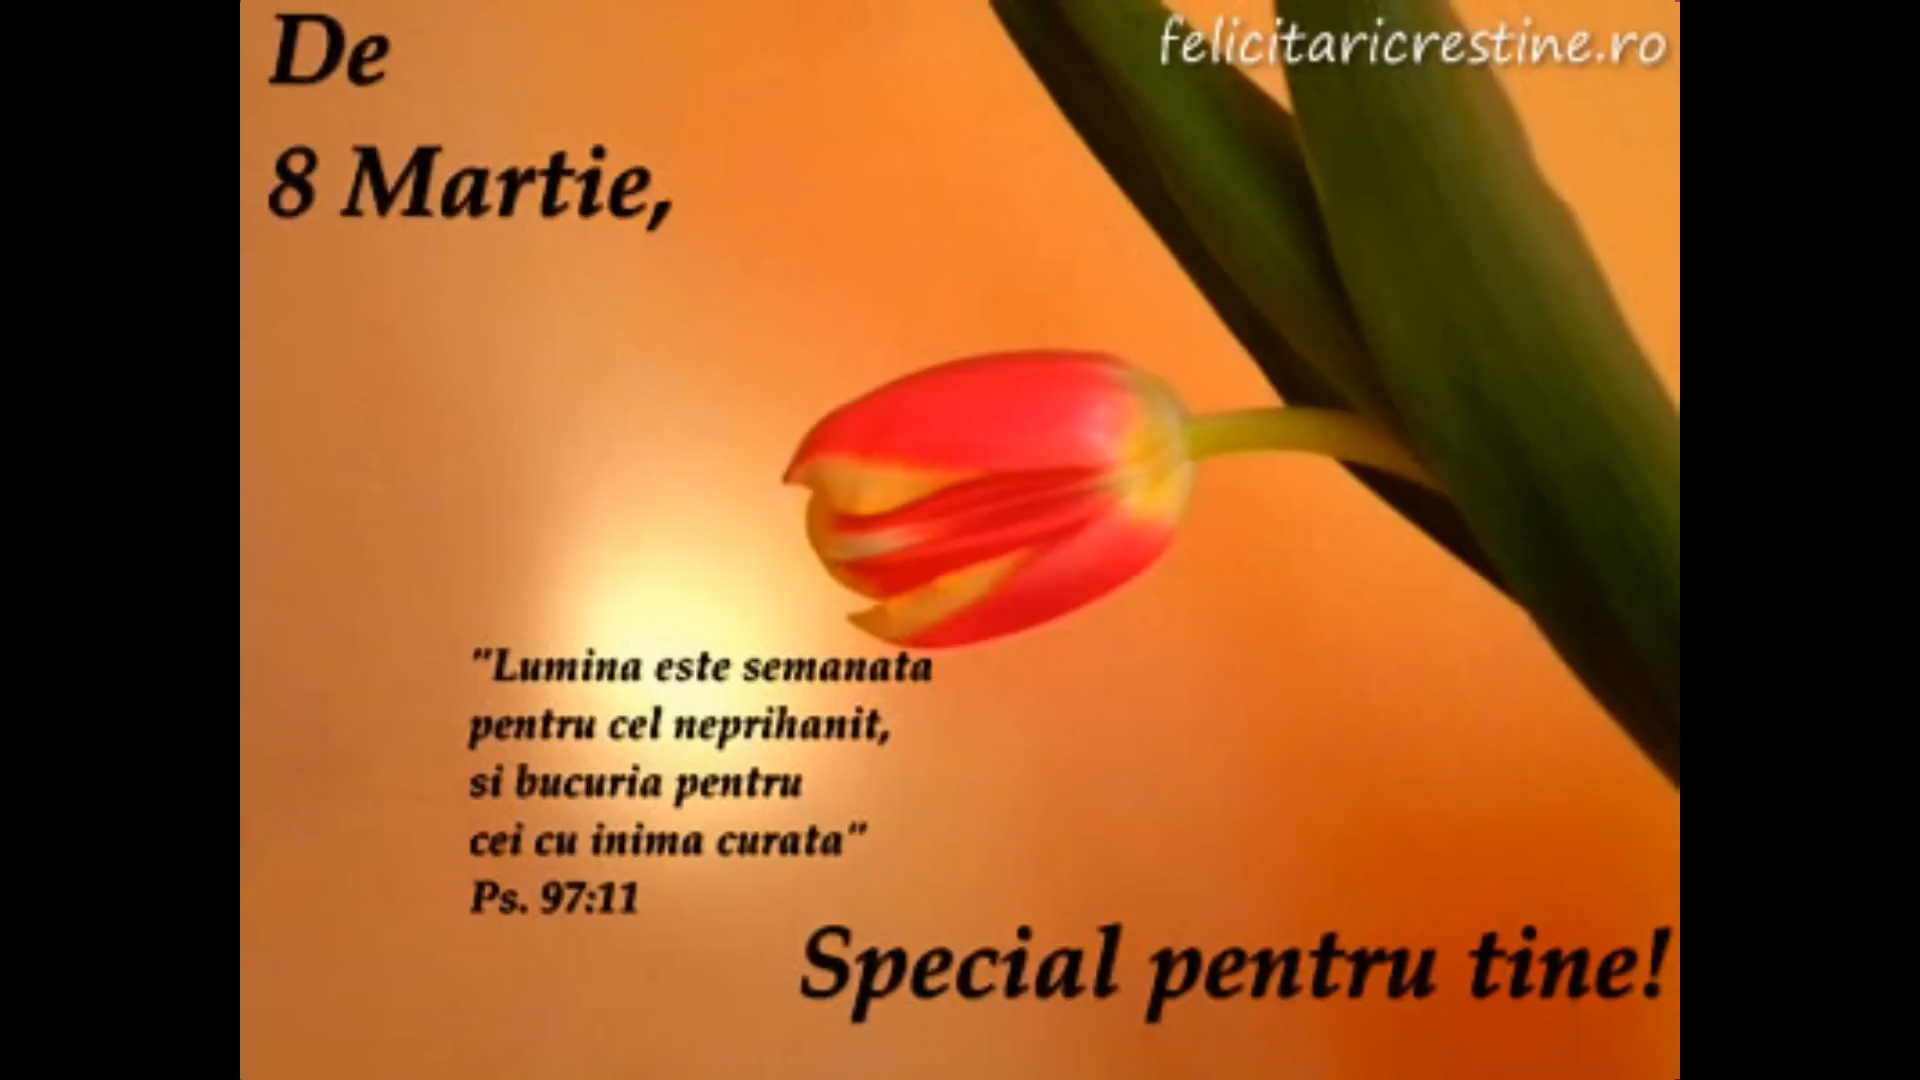 felicitaricrestine.ro
De
8 Martie,
"Lumina este semanata
pentru cel neprihanit,
si bucuria pentru
cei cu inima curata"
Ps. 97:11
Special pentru tine!